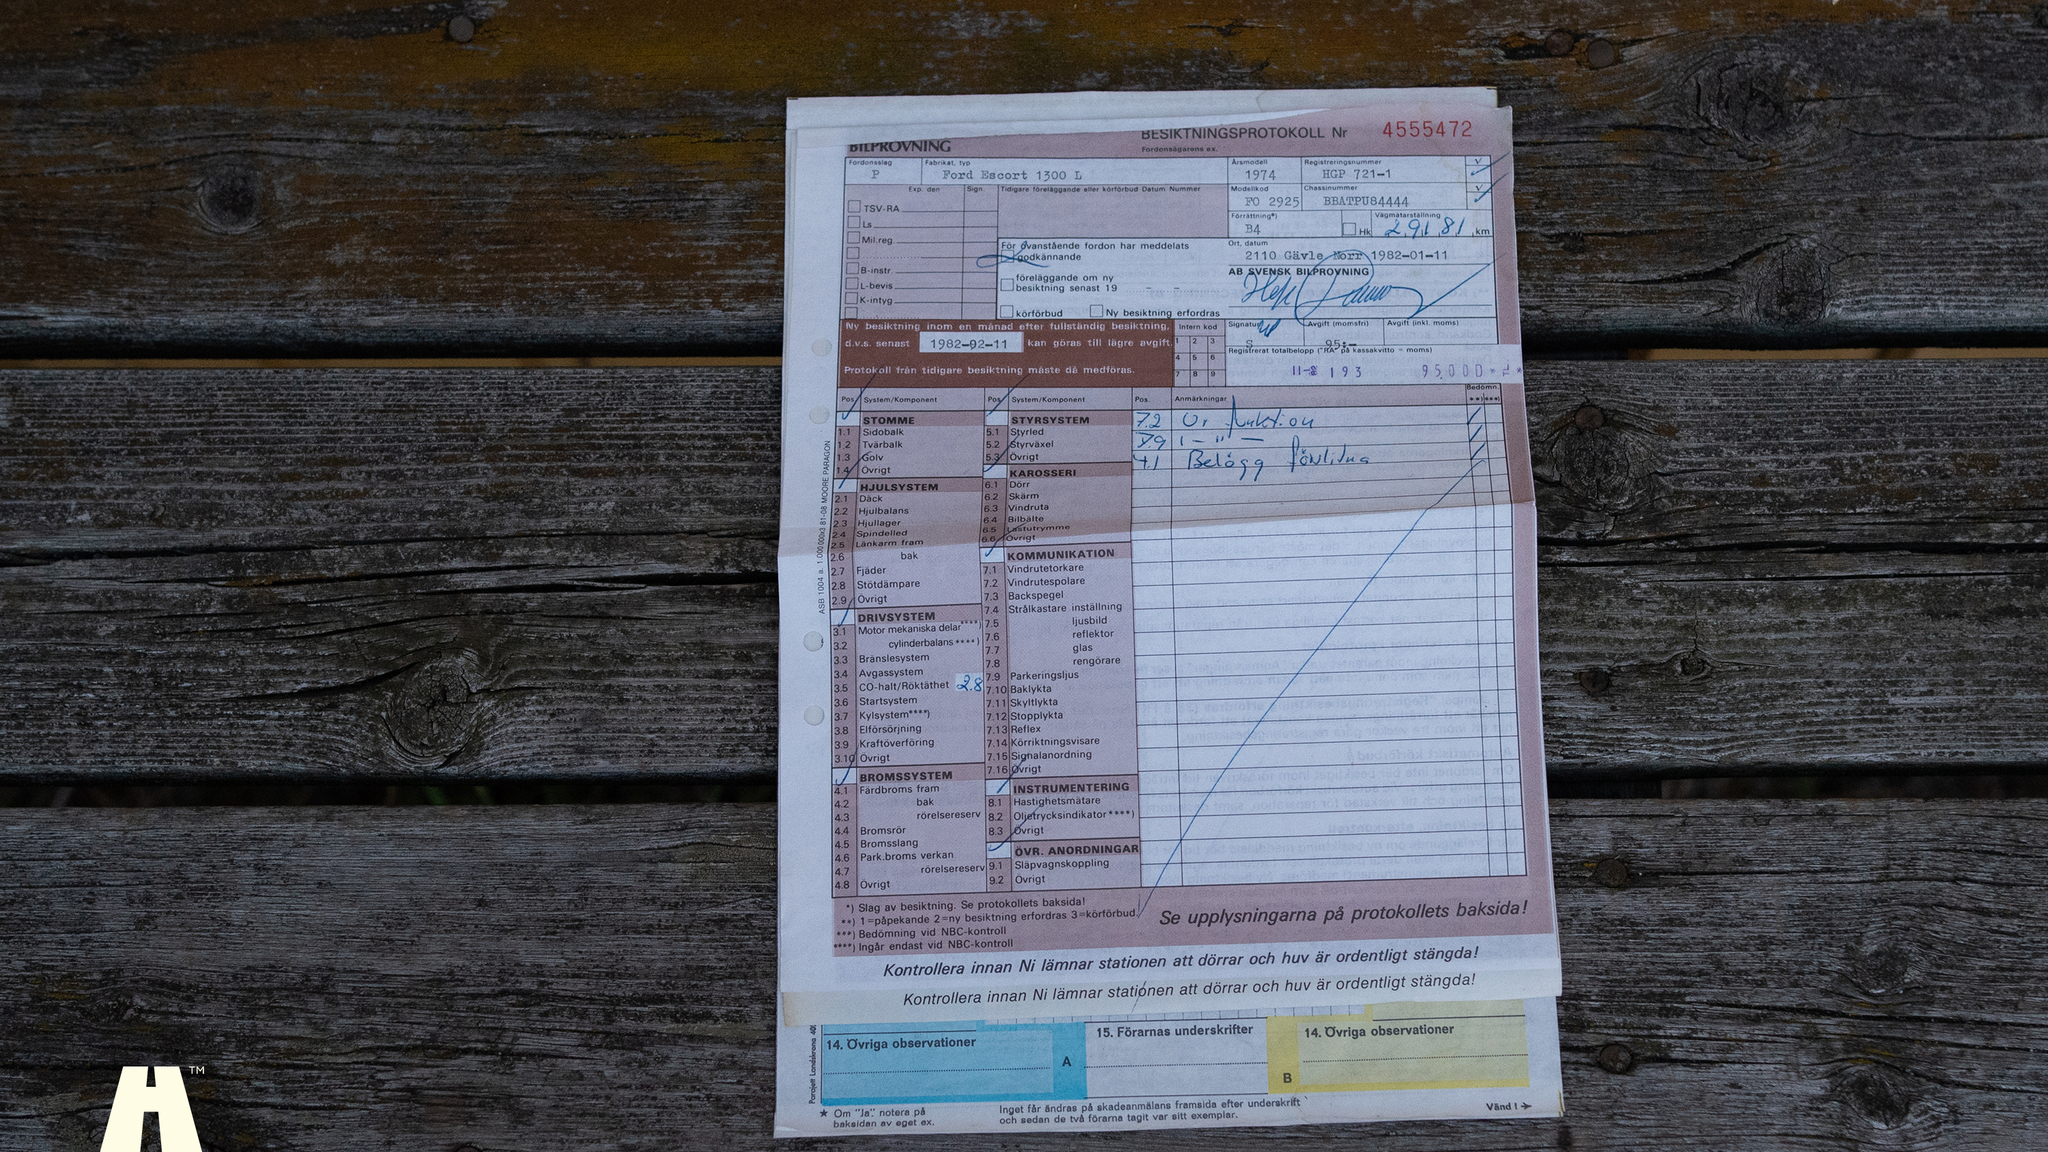 BILPROVNING
BESIKTNINGSPROTOKOLL Nr 4555472
Fordonsägarens ex.
Fordonsslag Fabrikat, typ Årsmodell Registreringsnummer
P Ford Escort 1300 L 1974 HGP 721-1
Exp. den Sign. Tidigare föreläggande eller körförbud Datum Nummer Modellkod Chassinummer
TSV-RA FO 2925 BBATPU84444
Ls Förrättning*) Vägmätarställning
Mil.reg B4 Hk 29181 km
För ovanstående fordon har meddelats Ort, datum
godkännande 2110 Gävle Norr 1982-01-11
B-instr. föreläggande om ny AB SVENSK BILPROVNING
L-bevis besiktning senast 19 - -
K-intyg körförbud Ny besiktning erfordras
Ny besiktning inom en månad efter fullständig besiktning, Intern kod Signatur Avgift (momsfri) Avgift (inkl. moms)
d.v.s. senast 1982-02-11 kan göras till lägre avgift. 1 2 3 S 95:-
4 5 6 Registrerat totalbelopp ("RA" på kassakvitto = moms)
Protokoll från tidigare besiktning måste då medföras. 7 8 9 193
Bedömn.
Pos. System/Komponent Pos. System/Komponent Pos. Anmärkningar **) ***)
STOMME STYRSYSTEM 7.2 Ur funktion
1.1 Sidobalk 5.1 Styrled 7.9 - " -
1.2 Tvärbalk 5.2 Styrväxel 4.1 Belägg förslitna
1.3 Golv 5.3 Övrigt
1.4 Övrigt KAROSSERI
HJULSYSTEM 6.1 Dörr
2.1 Däck 6.2 Skärm
2.2 Hjulbalans 6.3 Vindruta
2.3 Hjullager 6.4 Bilbälte
2.4 Spindelled 6.5 Lastutrymme
2.5 Länkarm fram 6.6 Övrigt
2.6 bak KOMMUNIKATION
2.7 Fjäder 7.1 Vindrutetorkare
2.8 Stötdämpare 7.2 Vindrutespolare
2.9 Övrigt 7.3 Backspegel
DRIVSYSTEM 7.4 Strålkastare inställning
3.1 Motor mekaniska delar****) 7.5 ljusbild
3.2 cylinderbalans****) 7.6 reflektor
3.3 Bränslesystem 7.7 glas
3.4 Avgassystem 7.8 rengörare
3.5 CO-halt/Röktäthet 2.8 7.9 Parkeringsljus
3.6 Startsystem 7.10 Baklykta
3.7 Kylsystem****) 7.11 Skyltlykta
3.8 Elförsörjning 7.12 Stopplykta
3.9 Kraftöverföring 7.13 Reflex
3.10 Övrigt 7.14 Körriktningsvisare
BROMSSYSTEM 7.15 Signalanordning
4.1 Färdbroms fram 7.16 Övrigt
4.2 bak INSTRUMENTERING
4.3 rörelsereserv 8.1 Hastighetsmätare
4.4 Bromsrör 8.2 Oljetrycksindikator****)
4.5 Bromsslang 8.3 Övrigt
4.6 Park.broms verkan ÖVR. ANORDNINGAR
4.7 rörelsereserv 9.1 Släpvagnskoppling
4.8 Övrigt 9.2 Övrigt
*) Slag av besiktning. Se protokollets baksida!
**) 1=påpekande 2=ny besiktning erfordras 3=körförbud.
***) Bedömning vid NBC-kontroll
****) Ingår endast vid NBC-kontroll
Se upplysningarna på protokollets baksida!
Kontrollera innan Ni lämnar stationen att dörrar och huv är ordentligt stängda!
Kontrollera innan Ni lämnar stationen att dörrar och huv är ordentligt stängda!
14. Övriga observationer A 15. Förarnas underskrifter B 14. Övriga observationer
★ Om "Ja" notera på
baksidan av eget ex.
Inget får ändras på skadeanmälans framsida efter underskrift
och sedan de två förarna tagit var sitt exemplar.
Vänd!
ASB 1004 a. 81-08 MOORE PARAGON
Parajett Landskrona
H
TM